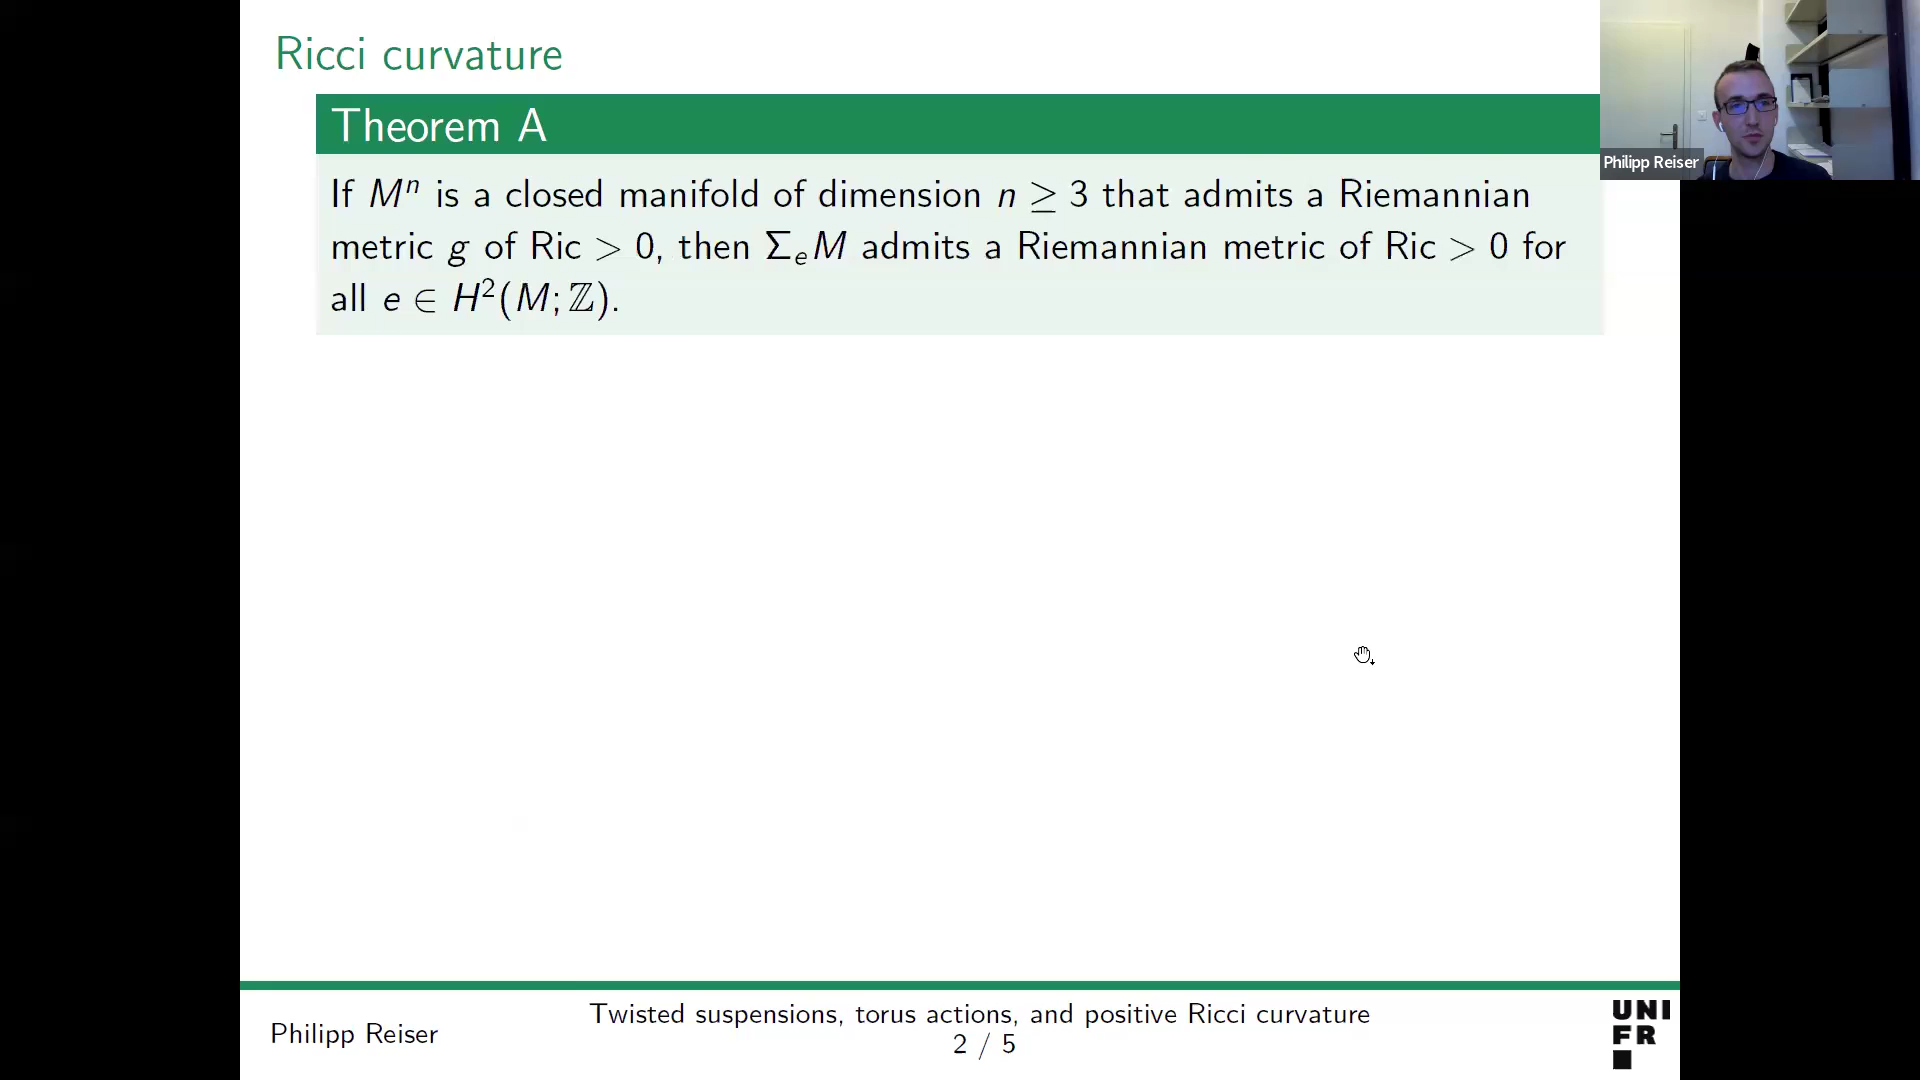 Ricci curvature
Theorem A
If Mⁿ is a closed manifold of dimension n ≥ 3 that admits a Riemannian
metric g of Ric > 0, then ΣₑM admits a Riemannian metric of Ric > 0 for
all e ∈ H²(M; ℤ).
Philipp Reiser
Philipp Reiser
Twisted suspensions, torus actions, and positive Ricci curvature
2 / 5
UNI
FR